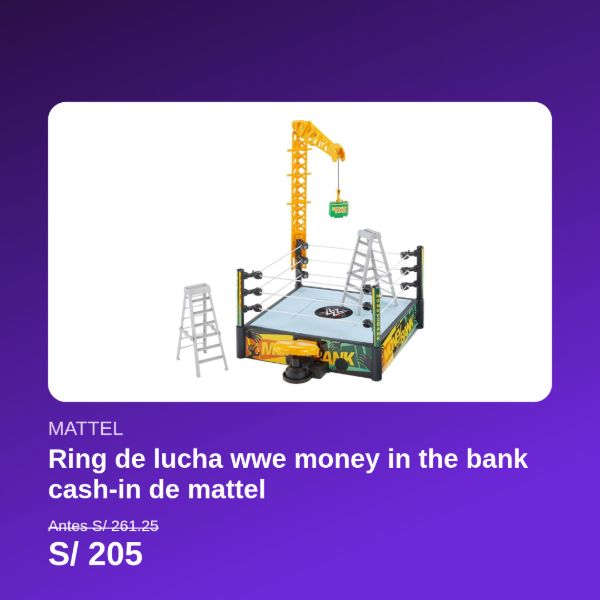 MATTEL
Ring de lucha wwe money in the bank
cash-in de mattel
Antes S/ 261.25
S/ 205